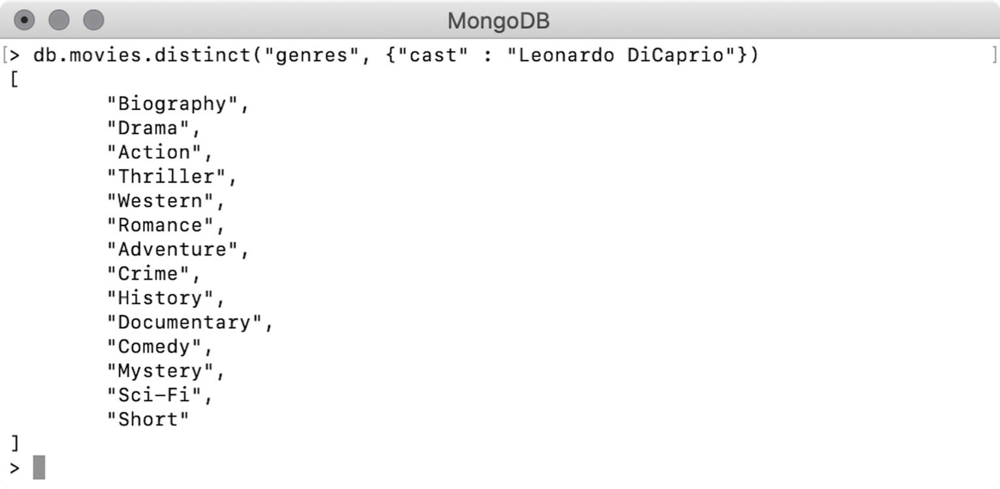 MongoDB
[> db.movies.distinct("genres", {"cast" : "Leonardo DiCaprio"}) ]
[
"Biography",
"Drama",
"Action",
"Thriller",
"Western",
"Romance",
"Adventure",
"Crime",
"History",
"Documentary",
"Comedy",
"Mystery",
"Sci-Fi",
"Short"
]
>